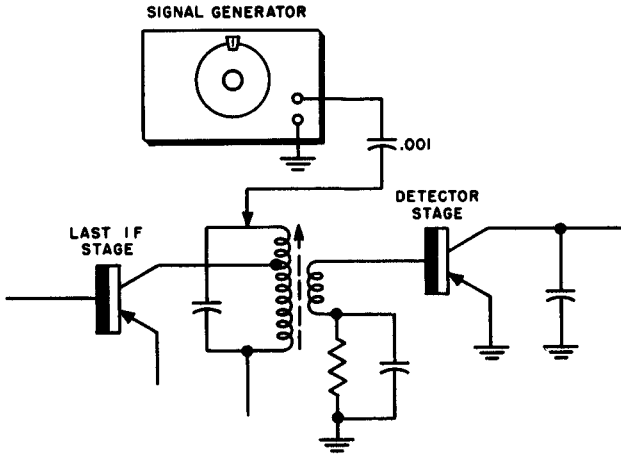 SIGNAL GENERATOR
.001
DETECTOR
STAGE
LAST IF
STAGE